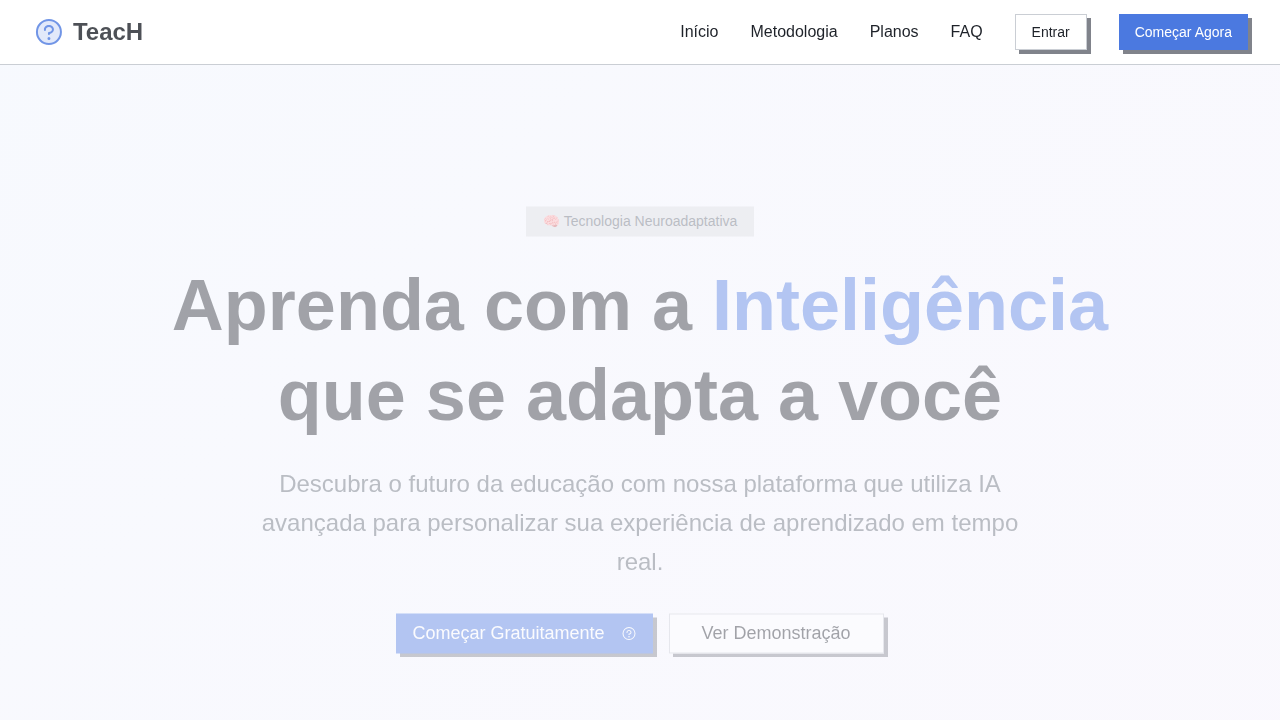 TeacH
Início
Metodologia
Planos
FAQ
Entrar
Começar Agora
🧠 Tecnologia Neuroadaptativa
Aprenda com a Inteligência
que se adapta a você
Descubra o futuro da educação com nossa plataforma que utiliza IA
avançada para personalizar sua experiência de aprendizado em tempo
real.
Começar Gratuitamente
Ver Demonstração